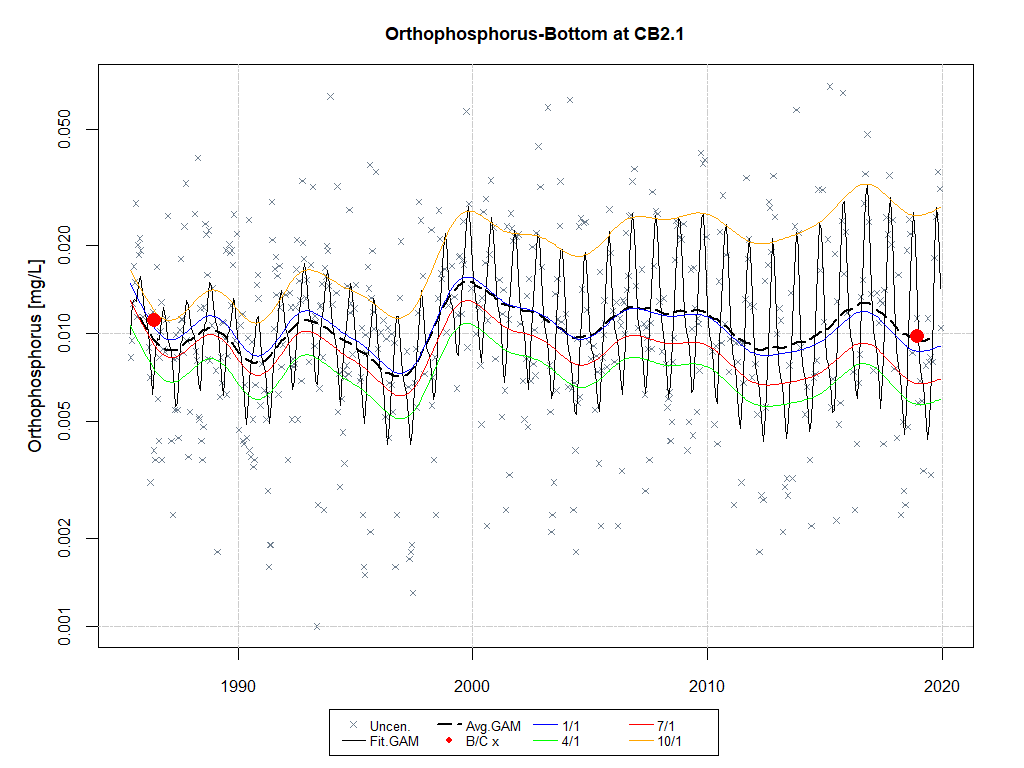 Orthophosphorus-Bottom at CB2.1
Orthophosphorus [mg/L]
0.050
0.020
0.010
0.005
0.002
0.001
1990 2000 2010 2020
Uncen. Avg.GAM 1/1 7/1
Fit.GAM B/C x 4/1 10/1